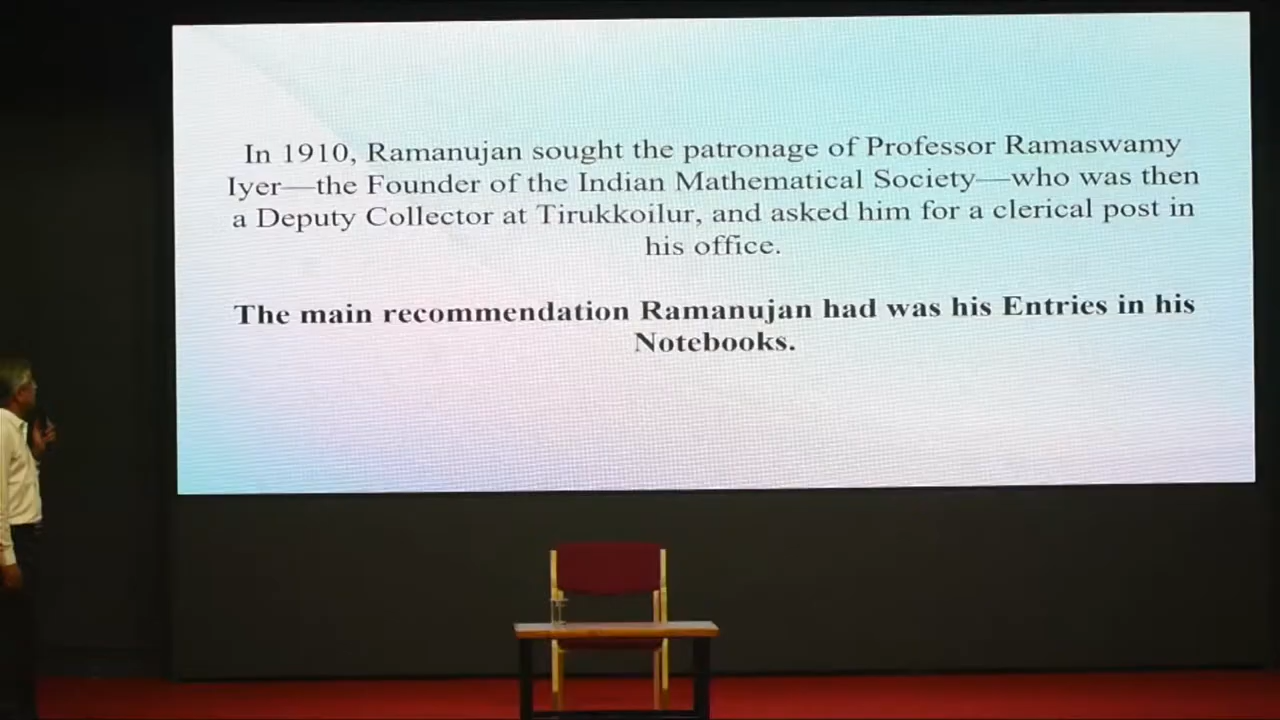 In 1910, Ramanujan sought the patronage of Professor Ramaswamy
Iyer—the Founder of the Indian Mathematical Society—who was then
a Deputy Collector at Tirukkoilur, and asked him for a clerical post in
his office.
The main recommendation Ramanujan had was his Entries in his
Notebooks.